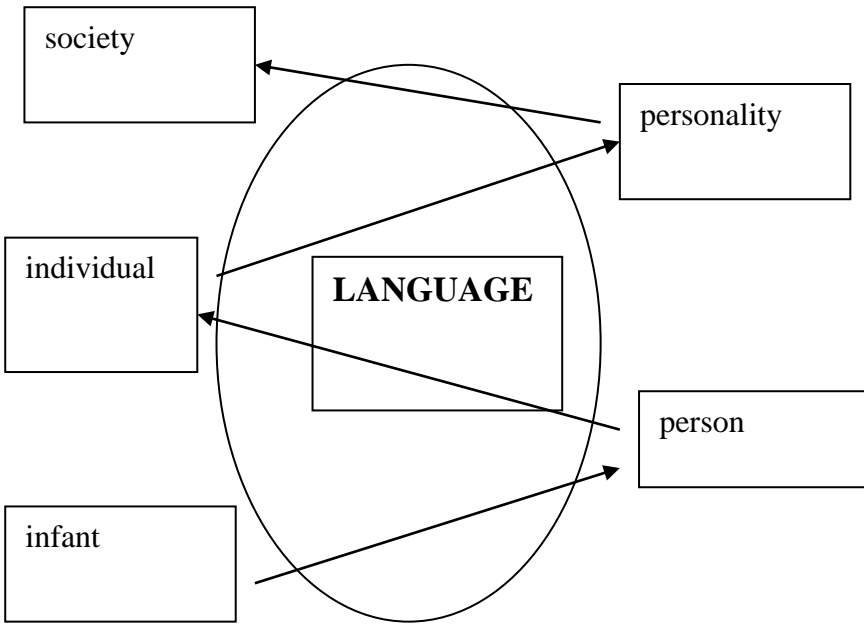 society
personality
individual
LANGUAGE
person
infant